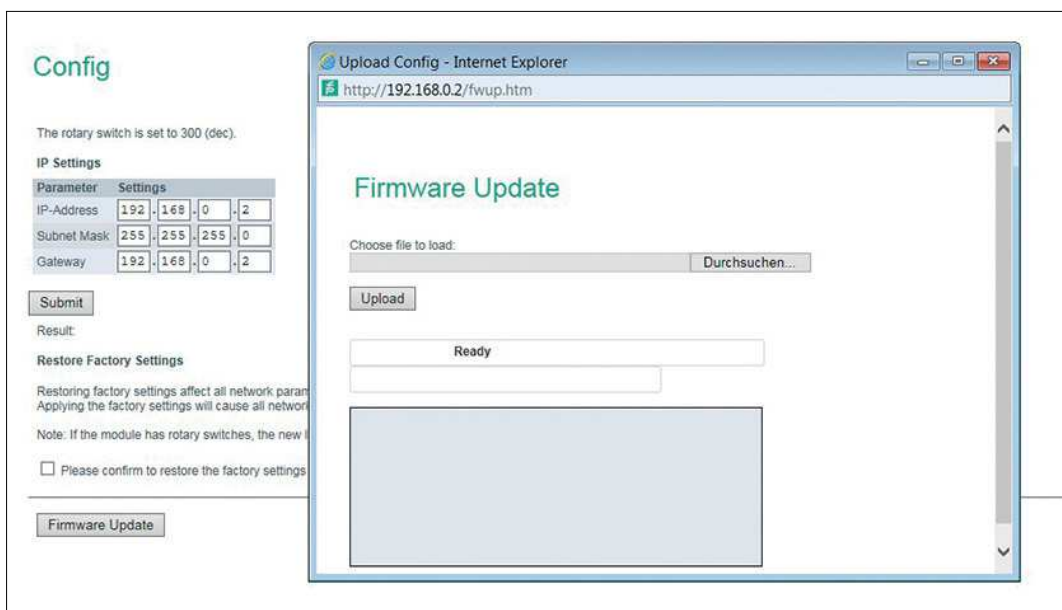 Config
The rotary switch is set to 300 (dec).
IP Settings
Parameter Settings
IP-Address 192 . 168 . 0 . 2
Subnet Mask 255 . 255 . 255 . 0
Gateway 192 . 168 . 0 . 2
Submit
Result:
Restore Factory Settings
Restoring factory settings affect all network param
Applying the factory settings will cause all network
Note: If the module has rotary switches, the new
Please confirm to restore the factory settings
Firmware Update
Upload Config - Internet Explorer
http://192.168.0.2/fwup.htm
Firmware Update
Choose file to load:
Durchsuchen...
Upload
Ready